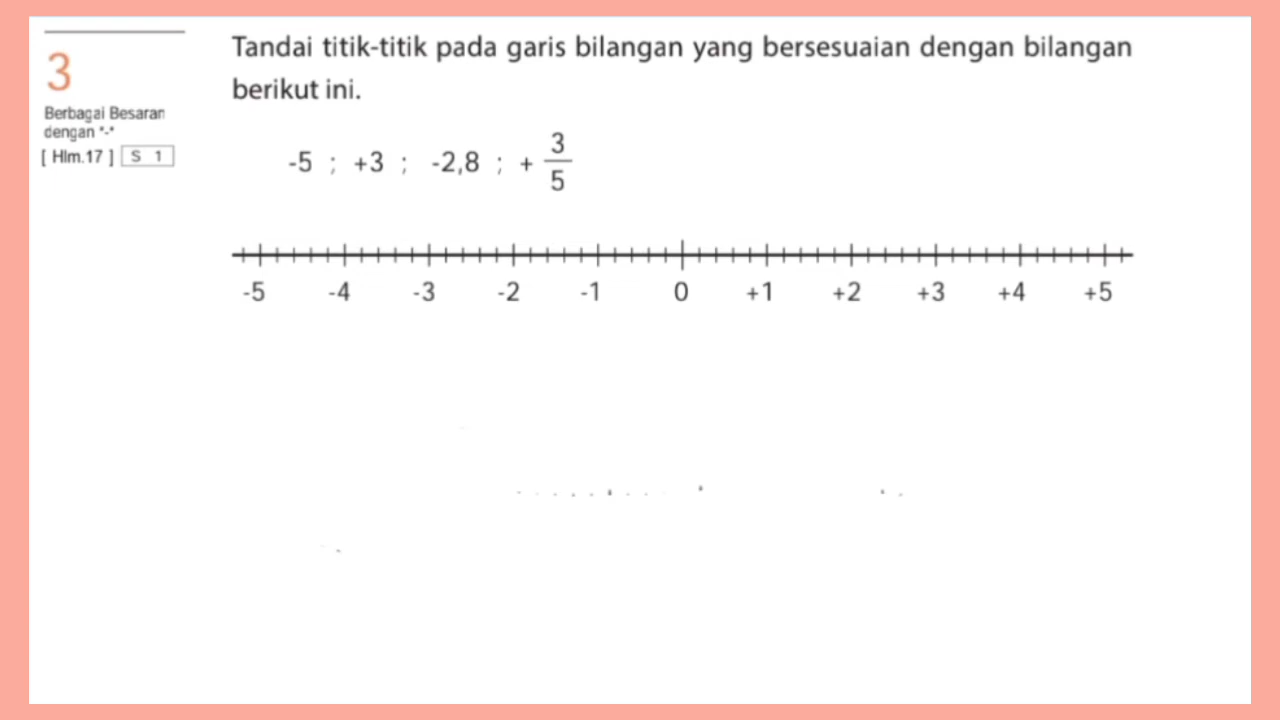 3
Berbagai Besaran
dengan "-"
[ Hlm.17 ] S 1
Tandai titik-titik pada garis bilangan yang bersesuaian dengan bilangan
berikut ini.
-5 ; +3 ; -2,8 ; + 3/5
-5 -4 -3 -2 -1 0 +1 +2 +3 +4 +5